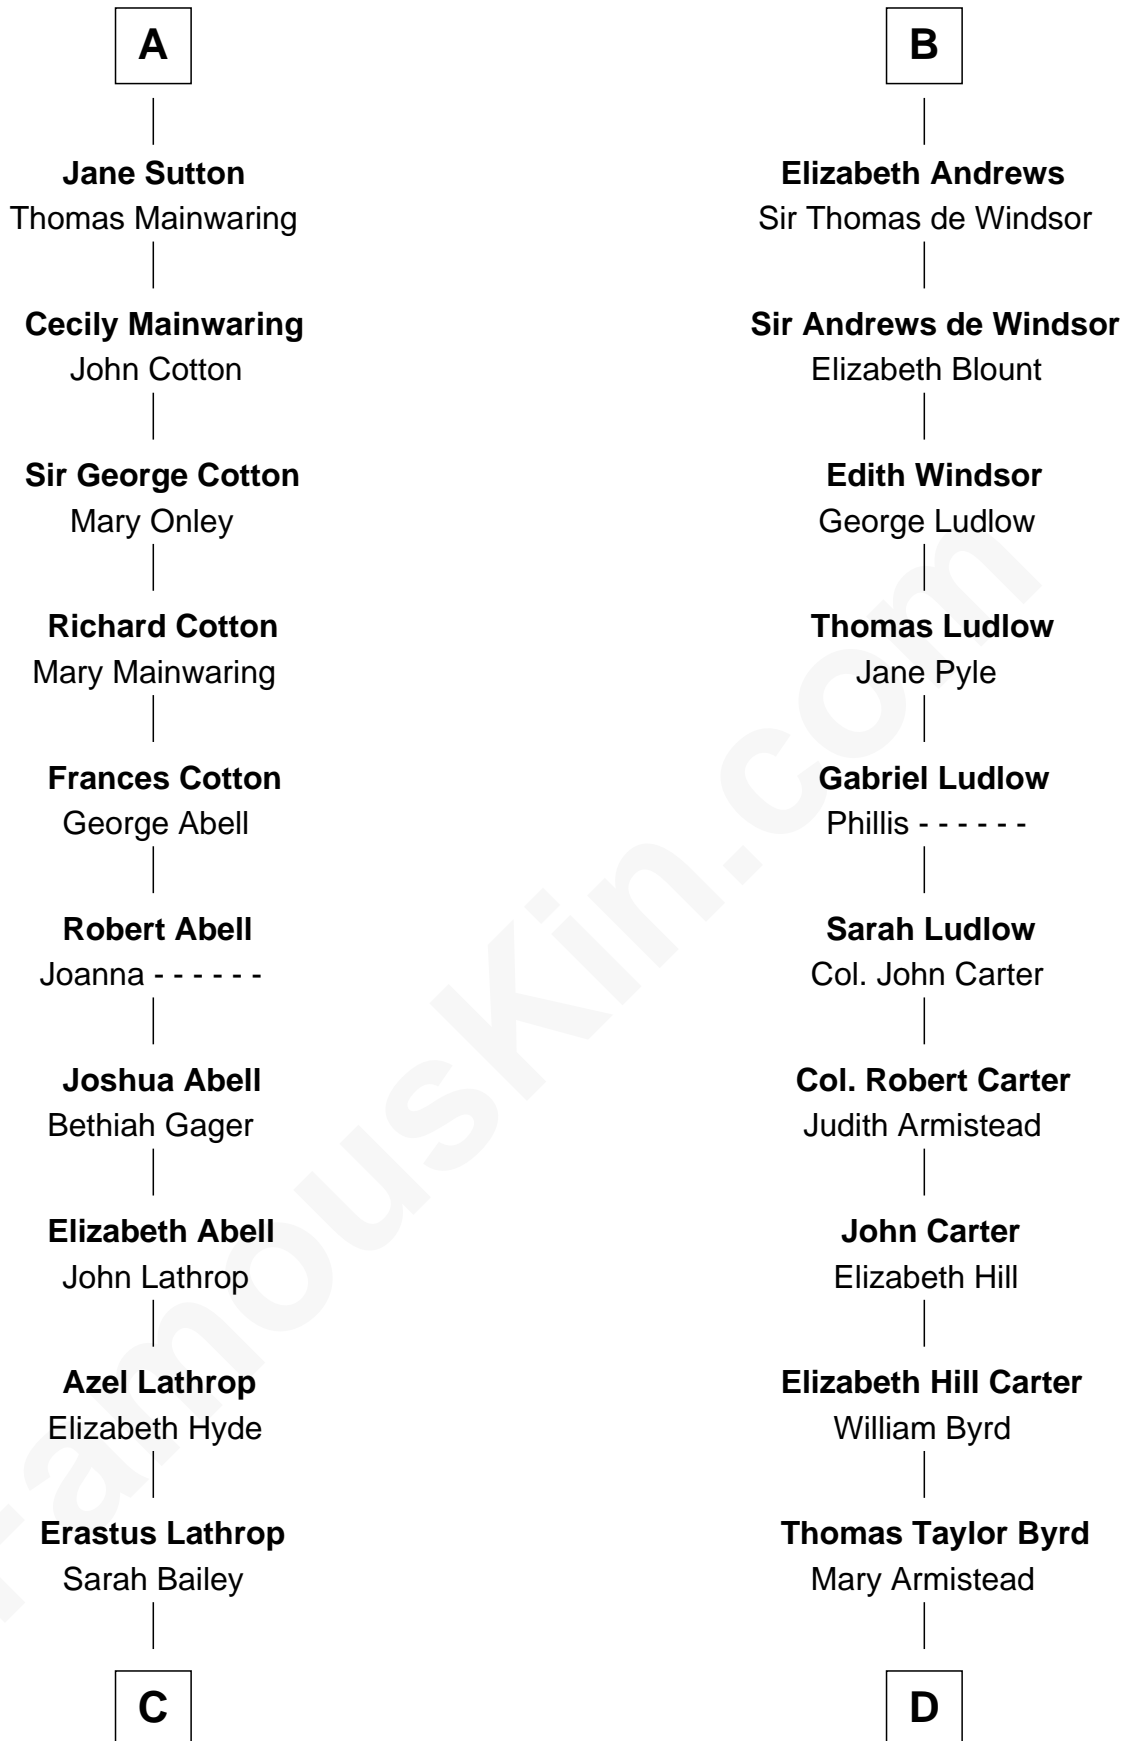 A
Jane Sutton
Thomas Mainwaring
Cecily Mainwaring
John Cotton
Sir George Cotton
Mary Onley
Richard Cotton
Mary Mainwaring
Frances Cotton
George Abell
Robert Abell
Joanna - - - - - -
Joshua Abell
Bethiah Gager
Elizabeth Abell
John Lathrop
Azel Lathrop
Elizabeth Hyde
Erastus Lathrop
Sarah Bailey
C
B
Elizabeth Andrews
Sir Thomas de Windsor
Sir Andrews de Windsor
Elizabeth Blount
Edith Windsor
George Ludlow
Thomas Ludlow
Jane Pyle
Gabriel Ludlow
Phillis - - - - - -
Sarah Ludlow
Col. John Carter
Col. Robert Carter
Judith Armistead
John Carter
Elizabeth Hill
Elizabeth Hill Carter
William Byrd
Thomas Taylor Byrd
Mary Armistead
D
FamousKin.com